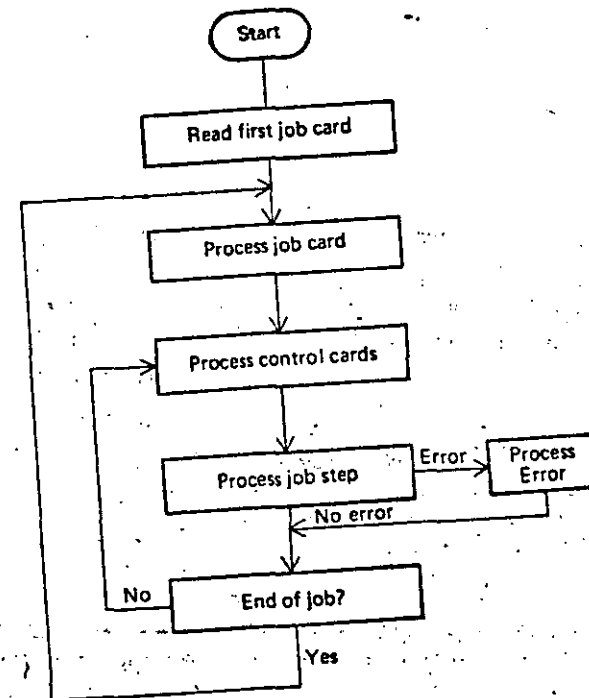 Start
Read first job card
Process job card
Process control cards
Process job step
Error
Process
Error
No error
End of job?
No
Yes